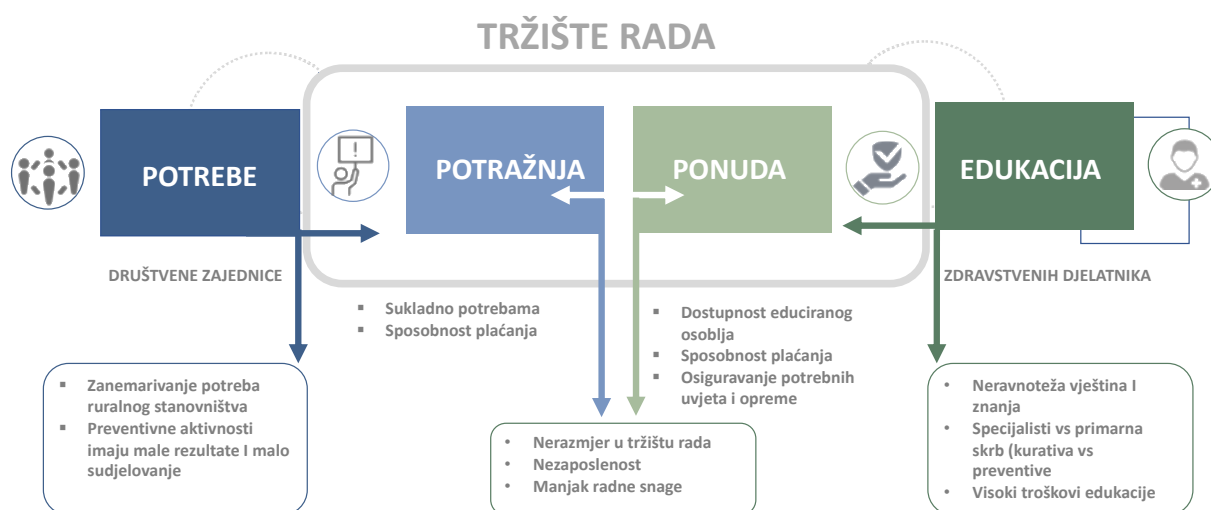 TRŽIŠTE RADA
POTREBE
POTRAŽNJA
PONUDA
EDUKACIJA
DRUŠTVENE ZAJEDNICE
ZDRAVSTVENIH DJELATNIKA
▪ Sukladno potrebama
▪ Sposobnost plaćanja
▪ Dostupnost educiranog
osoblja
▪ Sposobnost plaćanja
▪ Osiguravanje potrebnih
uvjeta i opreme
▪ Zanemarivanje potreba
ruralnog stanovništva
▪ Preventivne aktivnosti
imaju male rezultate I malo
sudjelovanje
• Nerazmjer u tržištu rada
• Nezaposlenost
• Manjak radne snage
• Neravnoteža vještina I
znanja
• Specijalisti vs primarna
skrb (kurativa vs
preventive
• Visoki troškovi edukacije